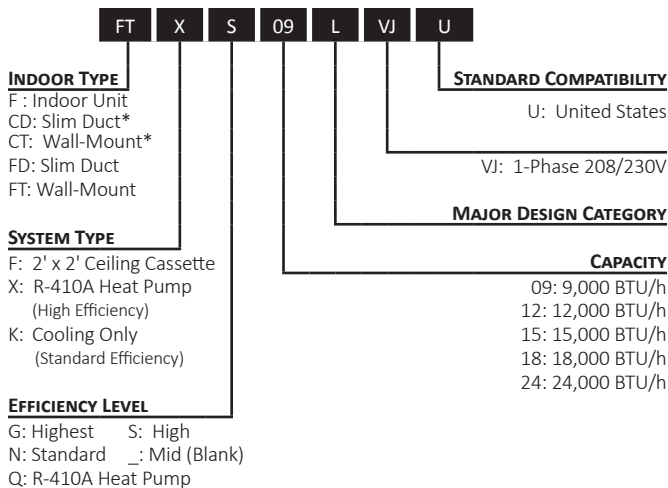 FT X S 09 L VJ U
INDOOR TYPE
F : Indoor Unit
CD: Slim Duct*
CT: Wall-Mount*
FD: Slim Duct
FT: Wall-Mount
SYSTEM TYPE
F: 2' x 2' Ceiling Cassette
X: R-410A Heat Pump
(High Efficiency)
K: Cooling Only
(Standard Efficiency)
EFFICIENCY LEVEL
G: Highest S: High
N: Standard _: Mid (Blank)
Q: R-410A Heat Pump
STANDARD COMPATIBILITY
U: United States
VJ: 1-Phase 208/230V
MAJOR DESIGN CATEGORY
CAPACITY
09: 9,000 BTU/h
12: 12,000 BTU/h
15: 15,000 BTU/h
18: 18,000 BTU/h
24: 24,000 BTU/h